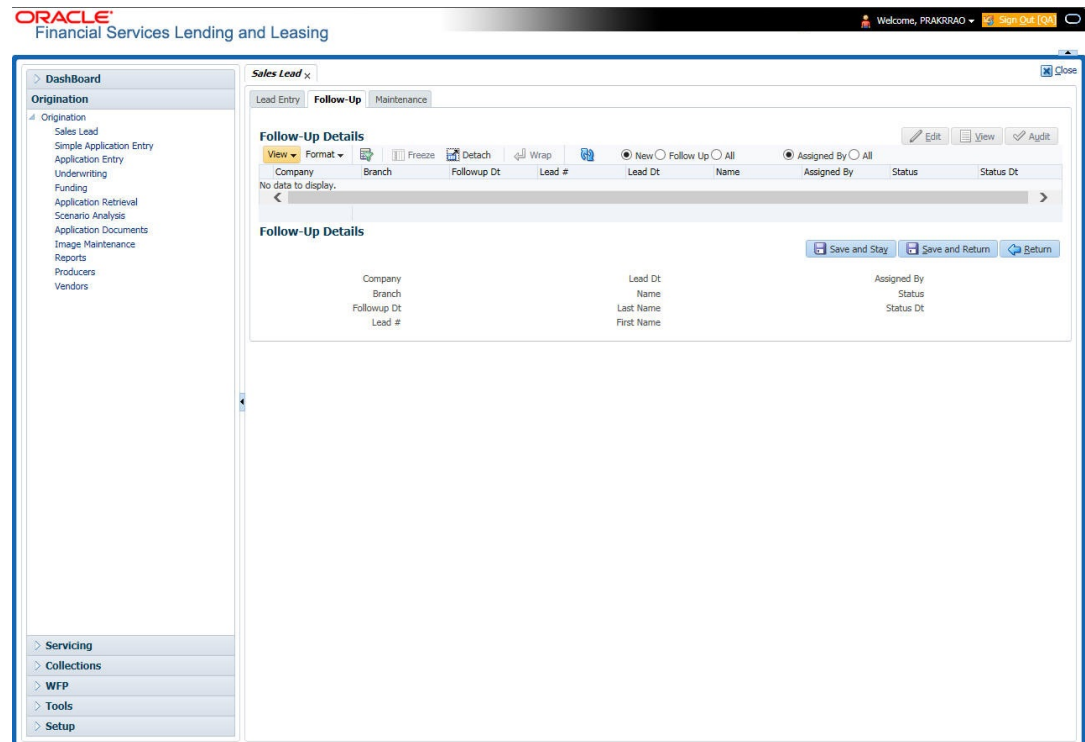 ORACLE
Financial Services Lending and Leasing
Welcome, PRAKRRAO Sign Out [QA]
Close
DashBoard
Origination
Origination
Sales Lead
Simple Application Entry
Application Entry
Underwriting
Funding
Application Retrieval
Scenario Analysis
Application Documents
Image Maintenance
Reports
Producers
Vendors
Servicing
Collections
WFP
Tools
Setup
Sales Lead
Lead Entry Follow-Up Maintenance
Follow-Up Details
Edit View Audit
View Format Freeze Detach Wrap New Follow Up All Assigned By All
Company Branch Followup Dt Lead # Lead Dt Name Assigned By Status Status Dt
No data to display.
Follow-Up Details
Save and Stay Save and Return Return
Company Lead Dt Assigned By
Branch Name Status
Followup Dt Last Name Status Dt
Lead # First Name